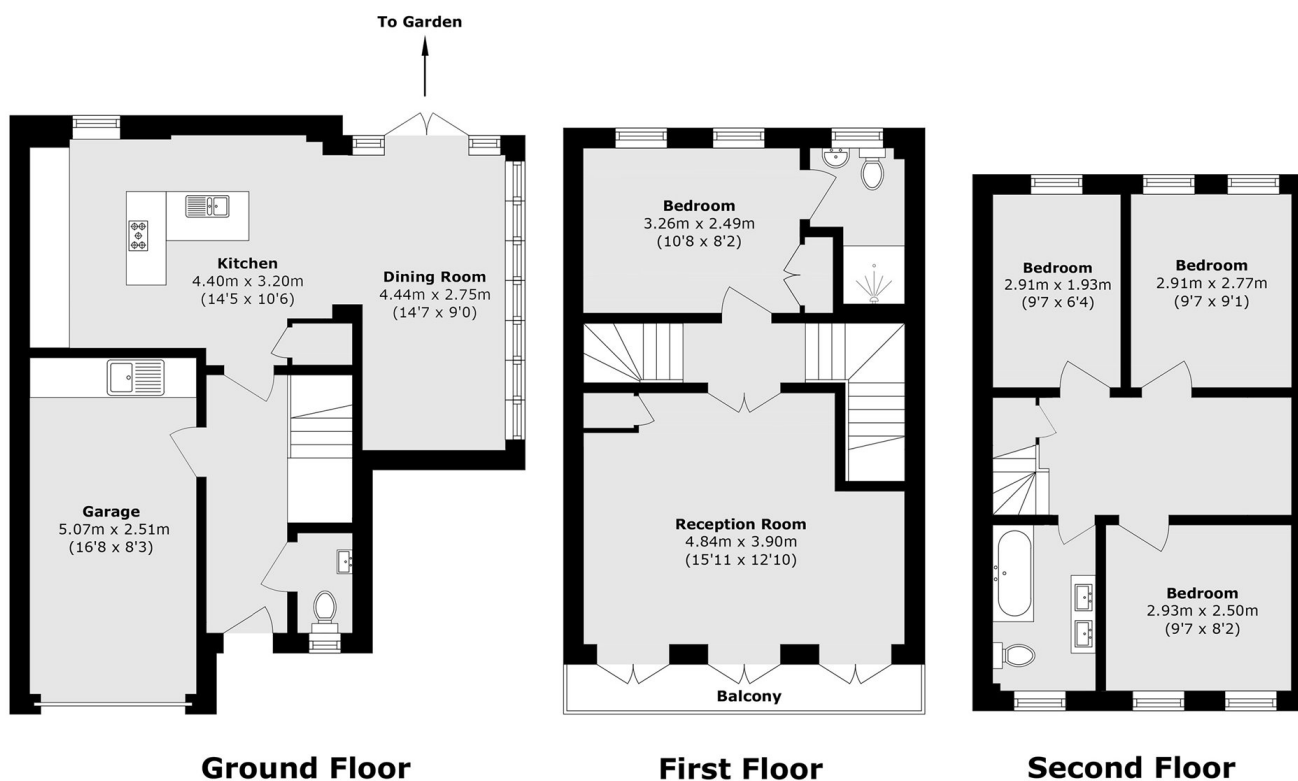 To Garden
Kitchen
4.40m x 3.20m
(14'5 x 10'6)
Dining Room
4.44m x 2.75m
(14'7 x 9'0)
Garage
5.07m x 2.51m
(16'8 x 8'3)
Ground Floor
Bedroom
3.26m x 2.49m
(10'8 x 8'2)
Reception Room
4.84m x 3.90m
(15'11 x 12'10)
Balcony
First Floor
Bedroom
2.91m x 1.93m
(9'7 x 6'4)
Bedroom
2.91m x 2.77m
(9'7 x 9'1)
Bedroom
2.93m x 2.50m
(9'7 x 8'2)
Second Floor